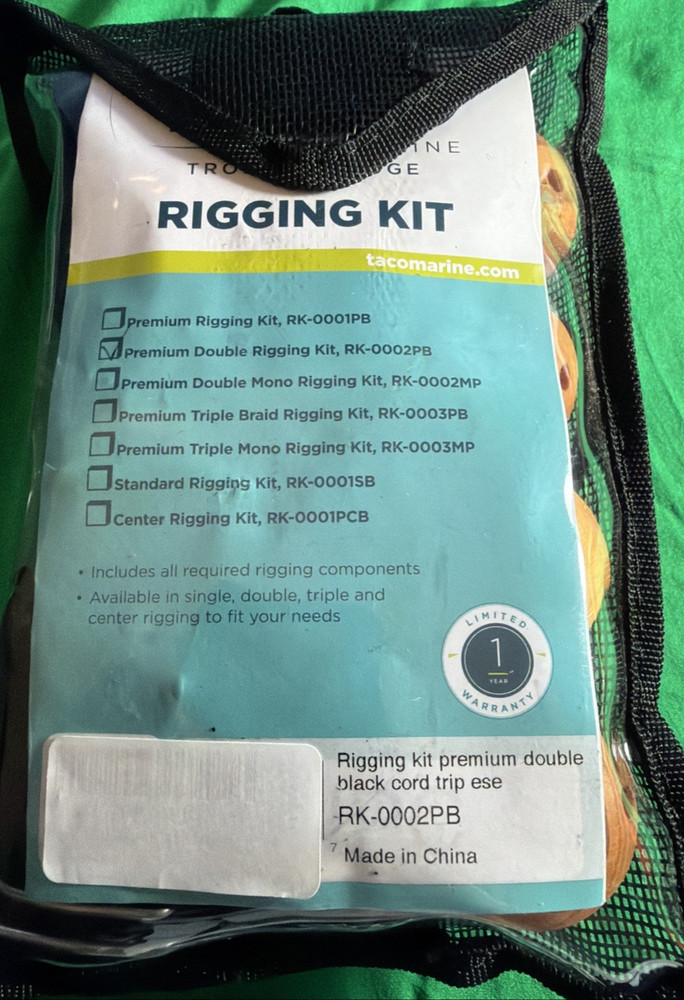 INE
TRO GE
RIGGING KIT
tacomarine.com
Premium Rigging Kit, RK-0001PB
Premium Double Rigging Kit, RK-0002PB
Premium Double Mono Rigging Kit, RK-0002MP
Premium Triple Braid Rigging Kit, RK-0003PB
Premium Triple Mono Rigging Kit, RK-0003MP
Standard Rigging Kit, RK-0001SB
Center Rigging Kit, RK-0001PCB
• Includes all required rigging components
• Available in single, double, triple and
center rigging to fit your needs
LIMITED
1
YEAR
WARRANTY
Rigging kit premium double
black cord trip ese
RK-0002PB
7 Made in China